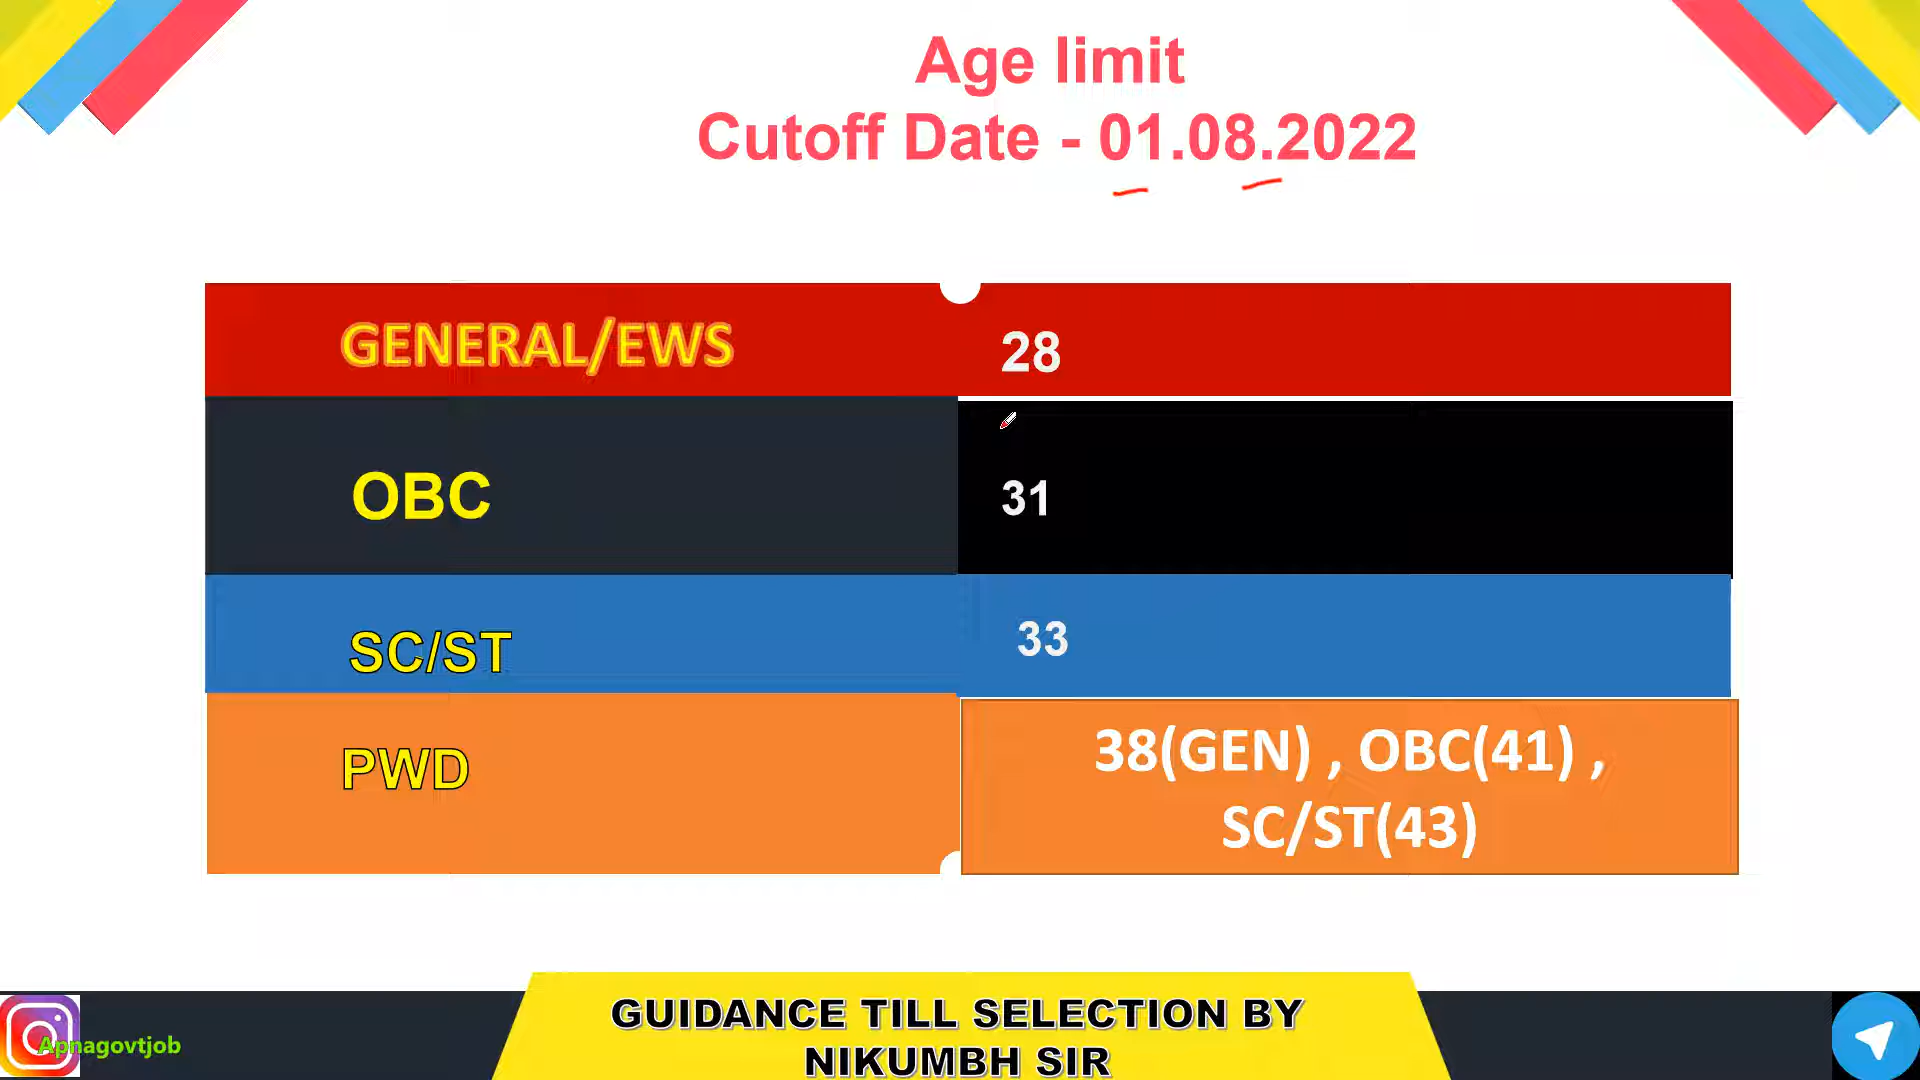 Age limit
Cutoff Date - 01.08.2022
GENERAL/EWS
28
OBC
31
SC/ST
33
PWD
38(GEN) , OBC(41) ,
SC/ST(43)
GUIDANCE TILL SELECTION BY
NIKUMBH SIR
Apnagovtjob